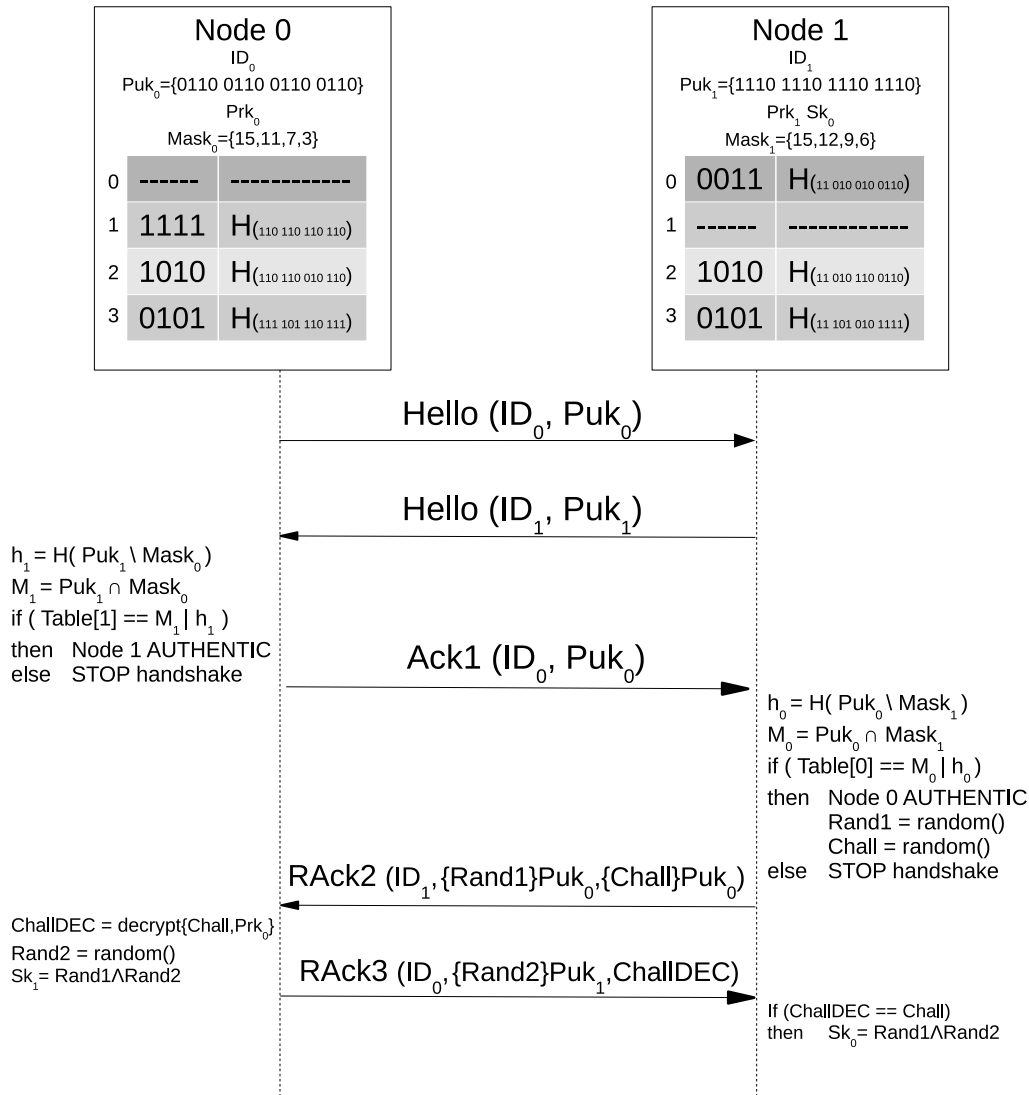 Node 0
ID₀
Puk₀={0110 0110 0110 0110}
Prk₀
Mask₀={15,11,7,3}
0 ------ ------------
1 1111 H(110 110 110 110)
2 1010 H(110 110 010 110)
3 0101 H(111 101 110 111)
Node 1
ID₁
Puk₁={1110 1110 1110 1110}
Prk₁ Sk₀
Mask₁={15,12,9,6}
0 0011 H(11 010 010 0110)
1 ------ ------------
2 1010 H(11 010 110 0110)
3 0101 H(11 101 010 1111)
Hello (ID₀, Puk₀)
Hello (ID₁, Puk₁)
h₁ = H( Puk₁ \ Mask₀ )
M₁ = Puk₁ ∩ Mask₀
if ( Table[1] == M₁ | h₁ )
then Node 1 AUTHENTIC
else STOP handshake
Ack1 (ID₀, Puk₀)
h₀ = H( Puk₀ \ Mask₁ )
M₀ = Puk₀ ∩ Mask₁
if ( Table[0] == M₀ | h₀ )
then Node 0 AUTHENTIC
Rand1 = random()
Chall = random()
else STOP handshake
RAck2 (ID₁,{Rand1}Puk₀,{Chall}Puk₀)
ChallDEC = decrypt{Chall,Prk₀}
Rand2 = random()
Sk₁= Rand1ΛRand2
RAck3 (ID₀,{Rand2}Puk₁,ChallDEC)
If (ChallDEC == Chall)
then Sk₀= Rand1ΛRand2